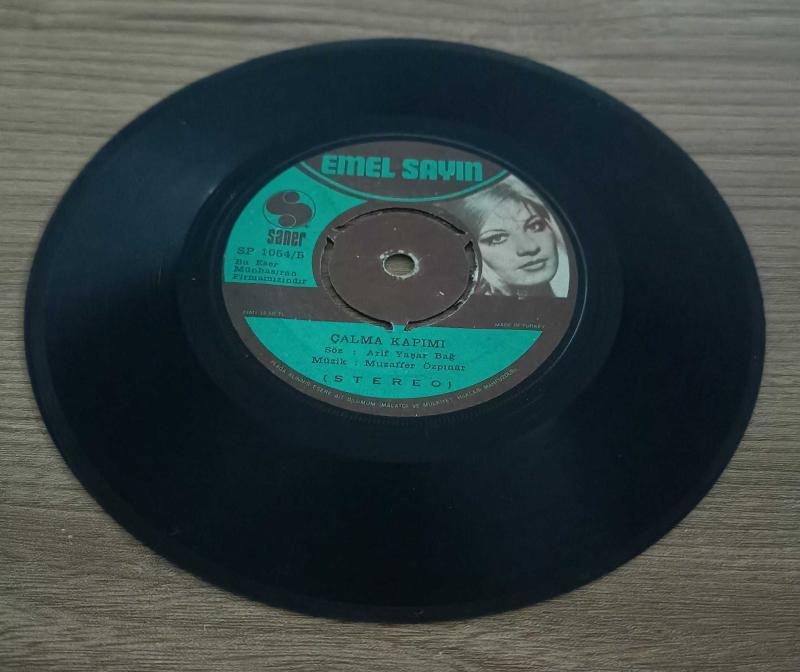 EMEL SAYIN
saner
SP 1054/B
Bu Eser
Münhasıran
Firmamızındır
MADE IN TURKEY
ÇALMA KAPIMI
Söz : Arif Yaşar Bağ
Müzik : Muzaffer Özpınar
(STEREO)